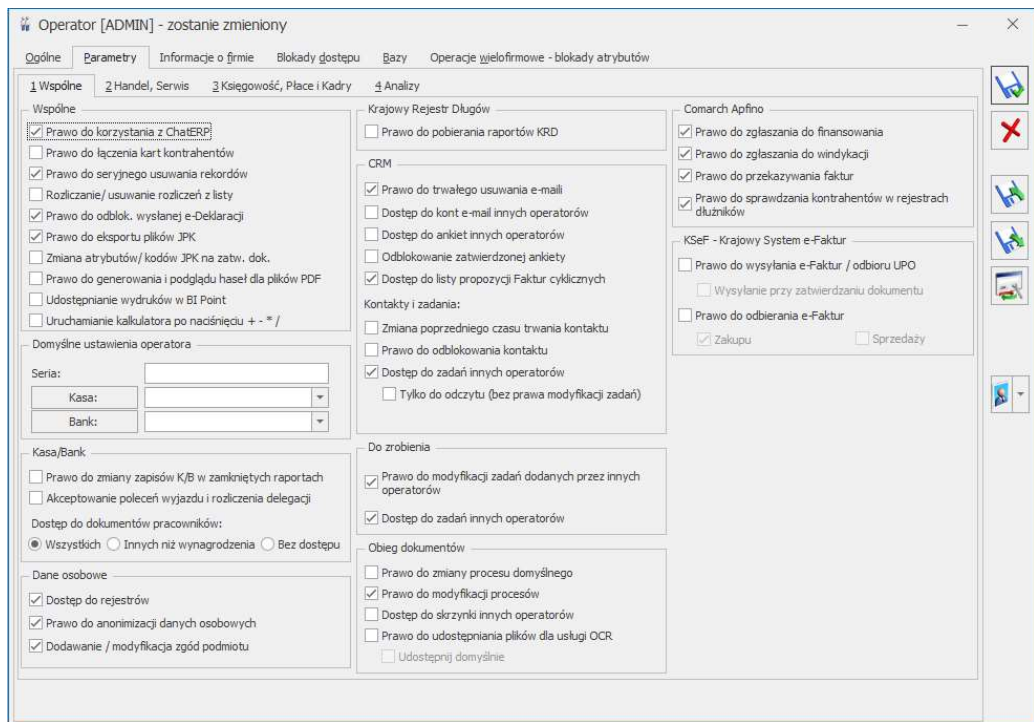 Operator [ADMIN] - zostanie zmieniony
Ogólne
Parametry
Informacje o firmie
Blokady dostępu
Bazy
Operacje wielofirmowe - blokady atrybutów
1 Wspólne
2 Handel, Serwis
3 Księgowość, Płace i Kadry
4 Analizy
Wspólne
Prawo do korzystania z ChatERP
Prawo do łączenia kart kontrahentów
Prawo do seryjnego usuwania rekordów
Rozliczanie/ usuwanie rozliczeń z listy
Prawo do odblok. wysłanej e-Deklaracji
Prawo do eksportu plików JPK
Zmiana atrybutu/ kodów JPK na zatw. dok.
Prawo do generowania i podglądu haseł dla plików PDF
Udostępnianie wydruków w BI Point
Uruchamianie kalkulatora po naciśnięciu + - * /
Domyślne ustawienia operatora
Seria:
Kasa:
Bank:
Kasa/Bank
Prawo do zmiany zapisów K/B w zamkniętych raportach
Akceptowanie poleceń wyjazdu i rozliczenia delegacji
Dostęp do dokumentów pracowników:
Wszystkich
Innych niż wynagrodzenia
Bez dostępu
Dane osobowe
Dostęp do rejestrów
Prawo do anonimizacji danych osobowych
Dodawanie / modyfikacja zgód podmiotu
Krajowy Rejestr Długów
Prawo do pobierania raportów KRD
CRM
Prawo do trwałego usuwania e-maili
Dostęp do kont e-mail innych operatorów
Dostęp do ankiet innych operatorów
Odblokowanie zatwierdzonej ankiety
Dostęp do listy propozycji Faktur cyklicznych
Kontakty i zadania:
Zmiana poprzedniego czasu trwania kontaktu
Prawo do odblokowania kontaktu
Dostęp do zadań innych operatorów
Tylko do odczytu (bez prawa modyfikacji zadań)
Do zrobienia
Prawo do modyfikacji zadań dodanych przez innych
operatorów
Dostęp do zadań innych operatorów
Obieg dokumentów
Prawo do zmiany procesu domyślnego
Prawo do modyfikacji procesów
Dostęp do skrzynki innych operatorów
Prawo do udostępniania plików dla usługi OCR
Udostępnij domyślnie
Comarch Apfino
Prawo do zgłaszania do finansowania
Prawo do zgłaszania do windykacji
Prawo do przekazywania faktur
Prawo do sprawdzania kontrahentów w rejestrach
dłużników
KSeF - Krajowy System e-Faktur
Prawo do wysyłania e-Faktur / odbioru UPO
Wysyłanie przy zatwierdzaniu dokumentu
Prawo do odbierania e-Faktur
Zakupu
Sprzedaży